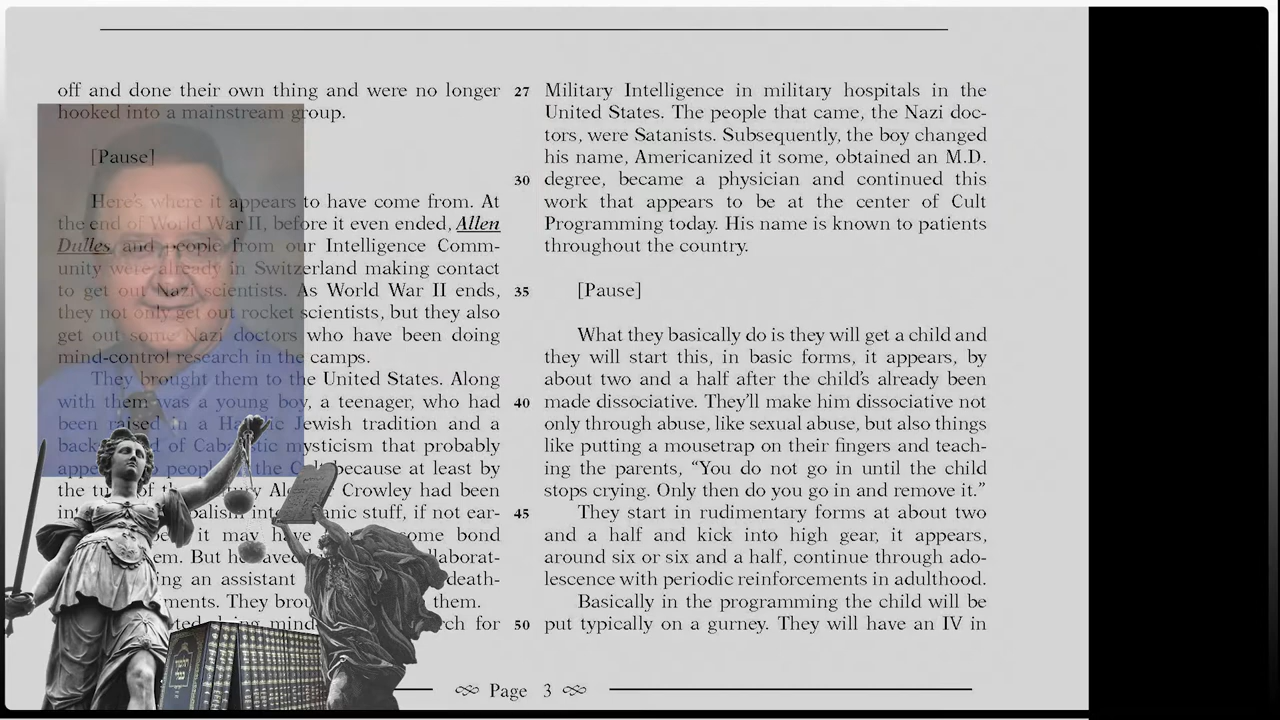 off and done their own thing and were no longer
hooked into a mainstream group.
[Pause]
Here's where it appears to have come from. At
the end of World War II, before it even ended, Allen
Dulles and people from our Intelligence Comm-
unity were already in Switzerland making contact
to get out Nazi scientists. As World War II ends,
they not only get out rocket scientists, but they also
get out some Nazi doctors who have been doing
mind-control research in the camps.
They brought them to the United States. Along
with them was a young boy, a teenager, who had
been raised in a Jewish tradition and a
of Cabalistic mysticism that probably
people in the Cult because at least by
the turn of the Crowley had been
stuff, if not ear-
it may have some bond
them. But he saved
an assistant death-
They them.
for
27 Military Intelligence in military hospitals in the
United States. The people that came, the Nazi doc-
tors, were Satanists. Subsequently, the boy changed
his name, Americanized it some, obtained an M.D.
30 degree, became a physician and continued this
work that appears to be at the center of Cult
Programming today. His name is known to patients
throughout the country.
35 [Pause]
What they basically do is they will get a child and
they will start this, in basic forms, it appears, by
about two and a half after the child's already been
40 made dissociative. They'll make him dissociative not
only through abuse, like sexual abuse, but also things
like putting a mousetrap on their fingers and teach-
ing the parents, “You do not go in until the child
stops crying. Only then do you go in and remove it.”
45 They start in rudimentary forms at about two
and a half and kick into high gear, it appears,
around six or six and a half, continue through ado-
lescence with periodic reinforcements in adulthood.
Basically in the programming the child will be
50 put typically on a gurney. They will have an IV in
Page 3